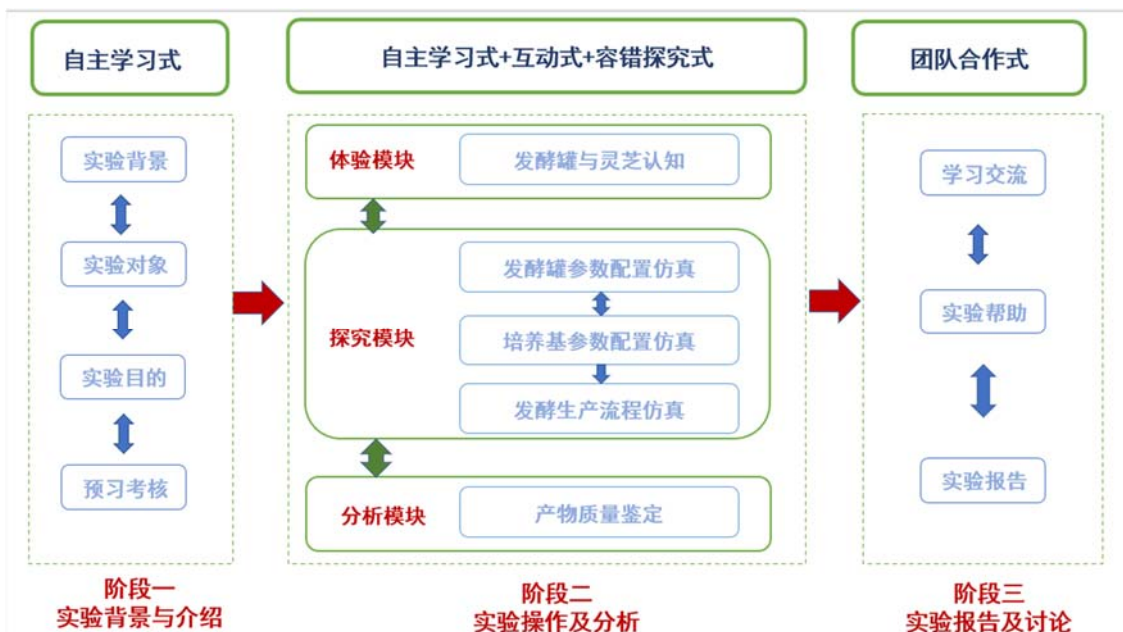 自主学习式
实验背景
实验对象
实验目的
预习考核
阶段一
实验背景与介绍
自主学习式+互动式+容错探究式
体验模块
发酵罐与灵芝认知
探究模块
发酵罐参数配置仿真
培养基参数配置仿真
发酵生产流程仿真
分析模块
产物质量鉴定
阶段二
实验操作及分析
团队合作式
学习交流
实验帮助
实验报告
阶段三
实验报告及讨论